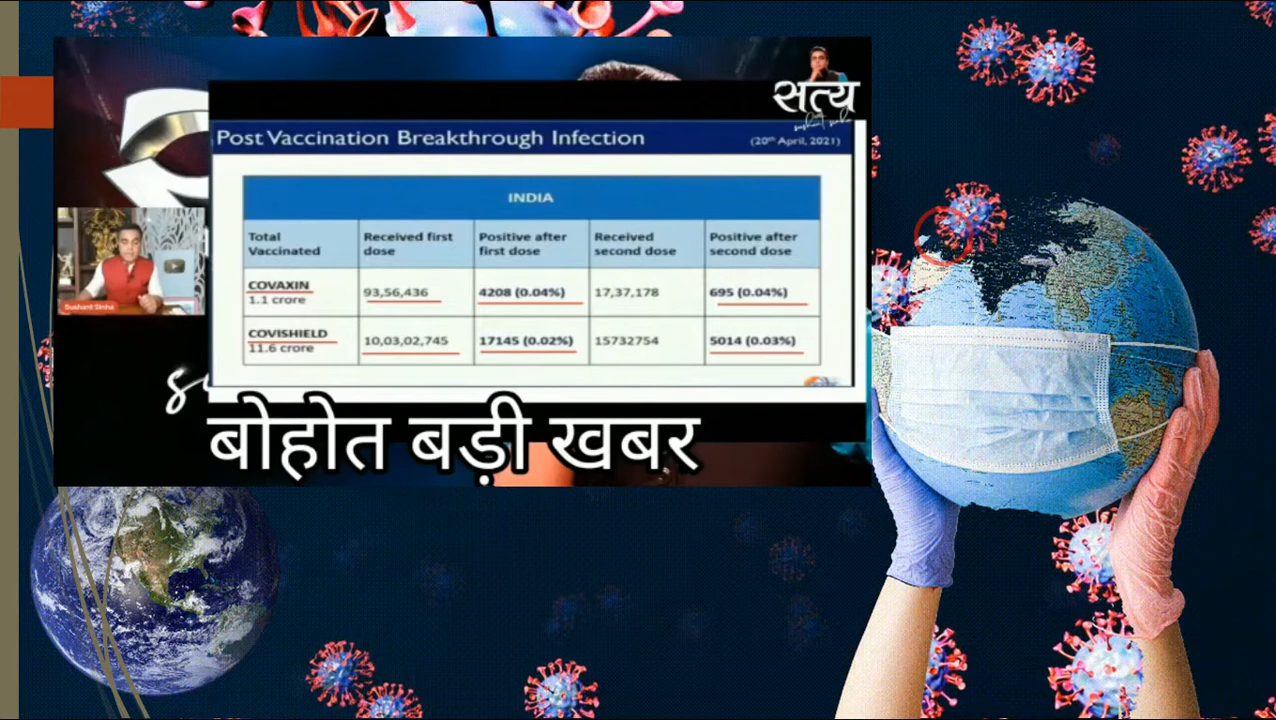 सत्य
Post Vaccination Breakthrough Infection (20th April, 2021)
INDIA
Total Vaccinated
Received first dose
Positive after first dose
Received second dose
Positive after second dose
COVAXIN
1.1 crore
93,56,436
4208 (0.04%)
17,37,178
695 (0.04%)
COVISHIELD
11.6 crore
10,03,02,745
17145 (0.02%)
15732754
5014 (0.03%)
Sushant Sinha
बोहोत बड़ी खबर